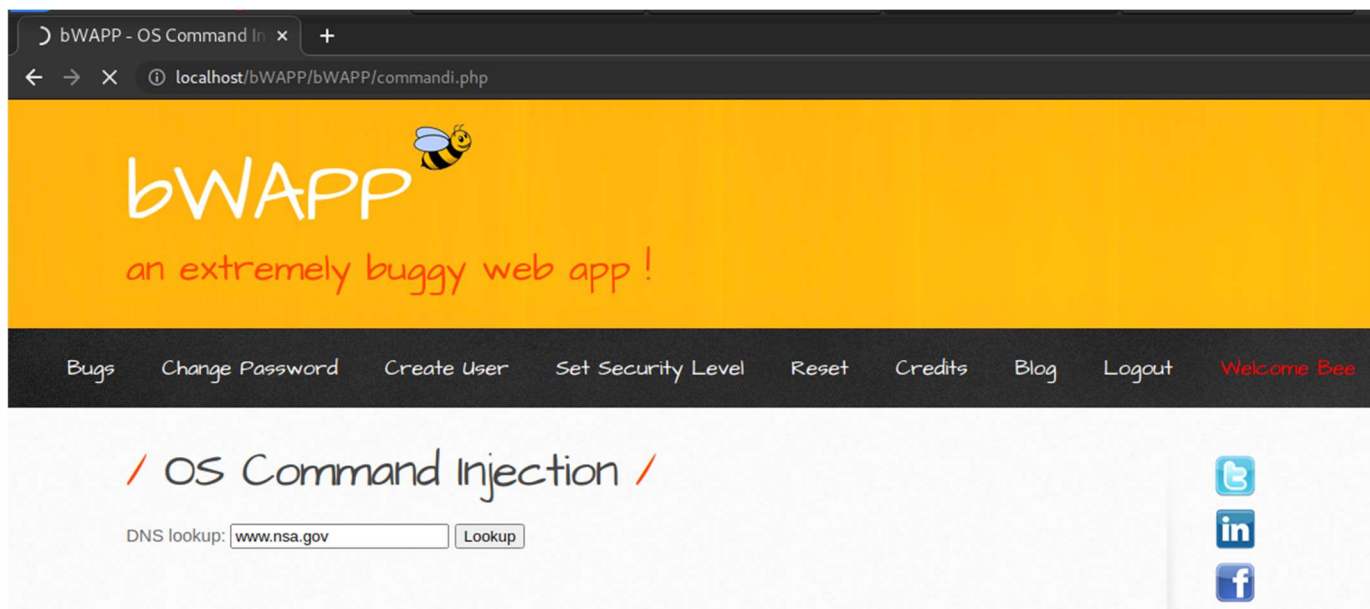 bWAPP - OS Command In
localhost/bWAPP/bWAPP/commandi.php
bWAPP
an extremely buggy web app !
Bugs Change Password Create User Set Security Level Reset Credits Blog Logout Welcome Bee
/ OS Command Injection /
DNS lookup: www.nsa.gov Lookup
in
f